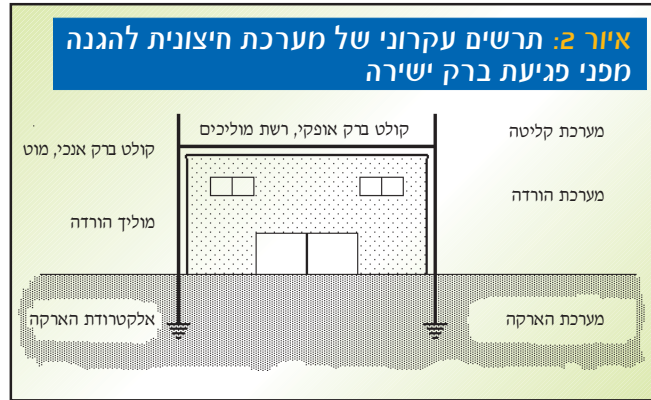 איור 2: תרשים עקרוני של מערכת חיצונית להגנה
מפני פגיעת ברק ישירה
מערכת קליטה
קולט ברק אופקי, רשת מוליכים
קולט ברק אנכי, מוט
מערכת הורדה
מוליך הורדה
מערכת הארקה
אלקטרודת הארקה